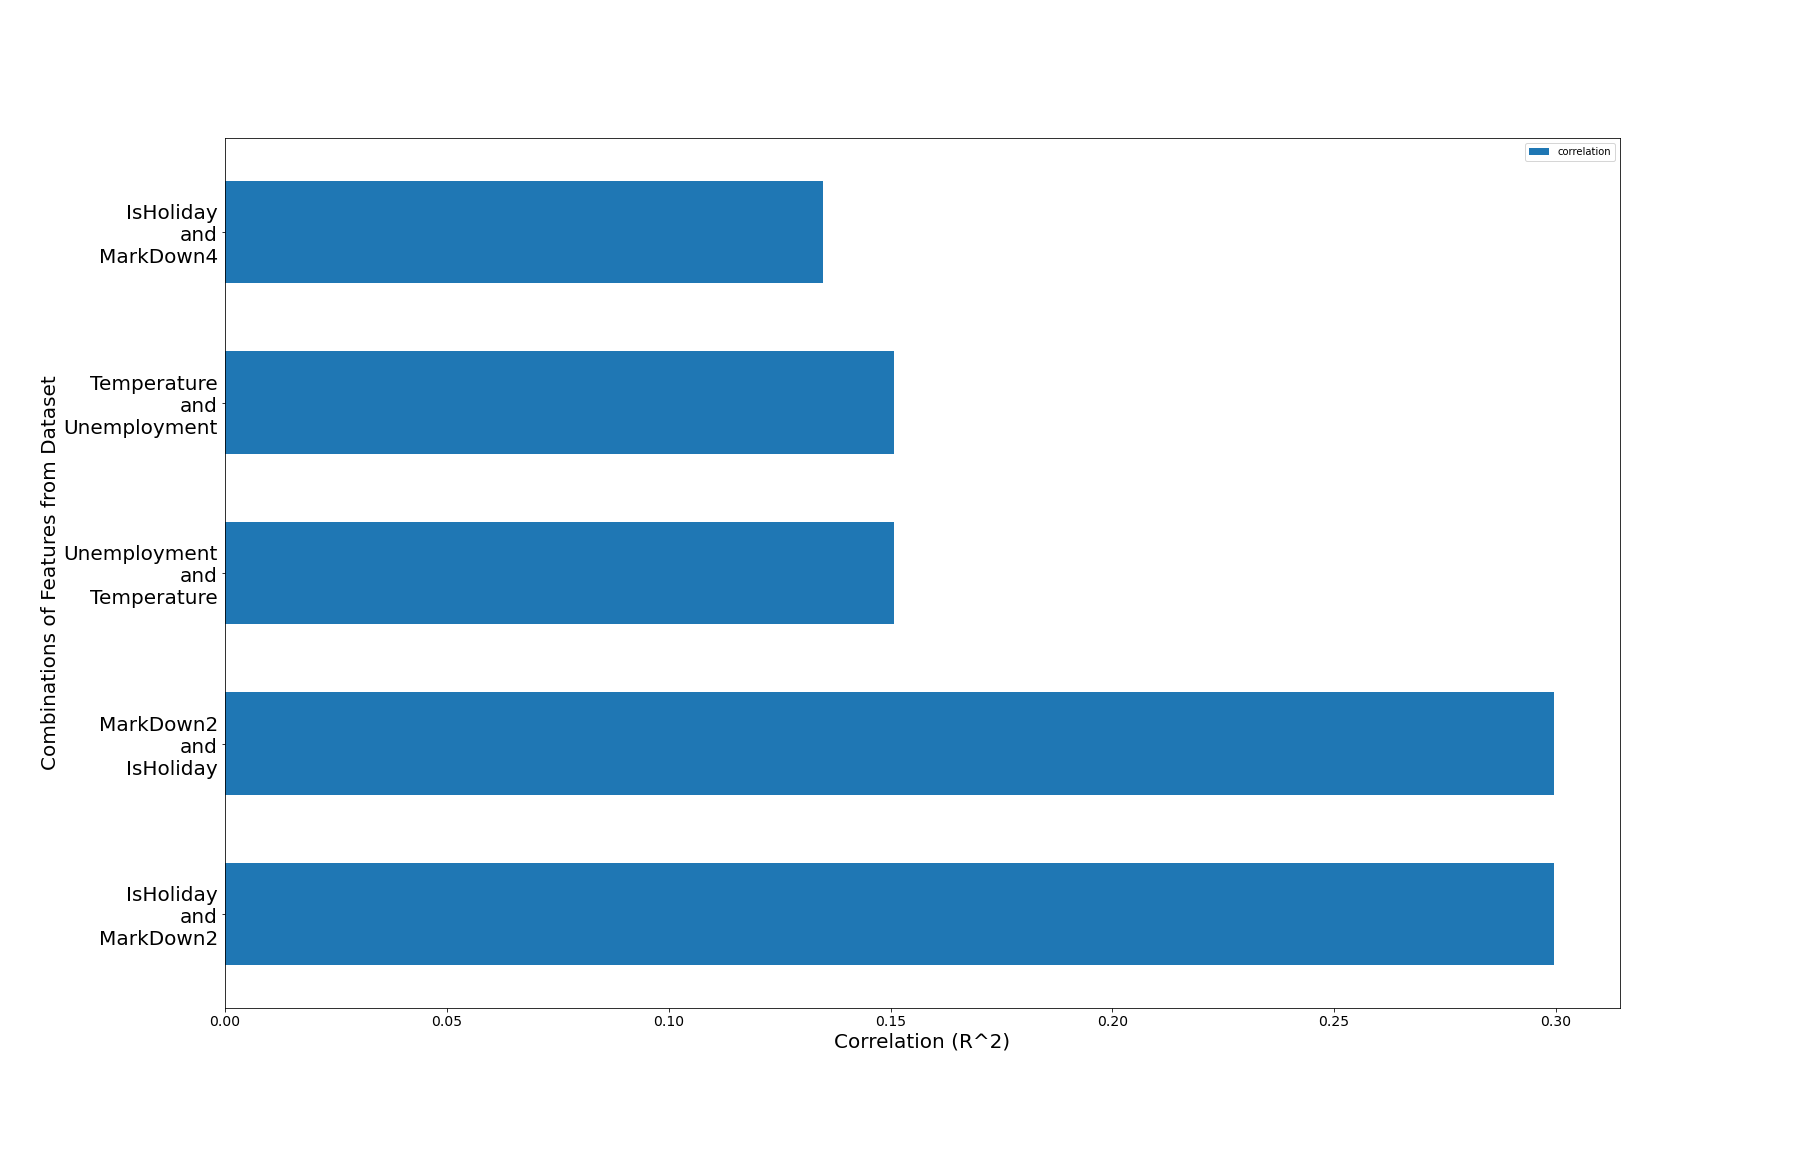 correlation
IsHoliday
and
MarkDown4
Temperature
and
Unemployment
Unemployment
and
Temperature
MarkDown2
and
IsHoliday
IsHoliday
and
MarkDown2
Combinations of Features from Dataset
0.00 0.05 0.10 0.15 0.20 0.25 0.30
Correlation (R^2)